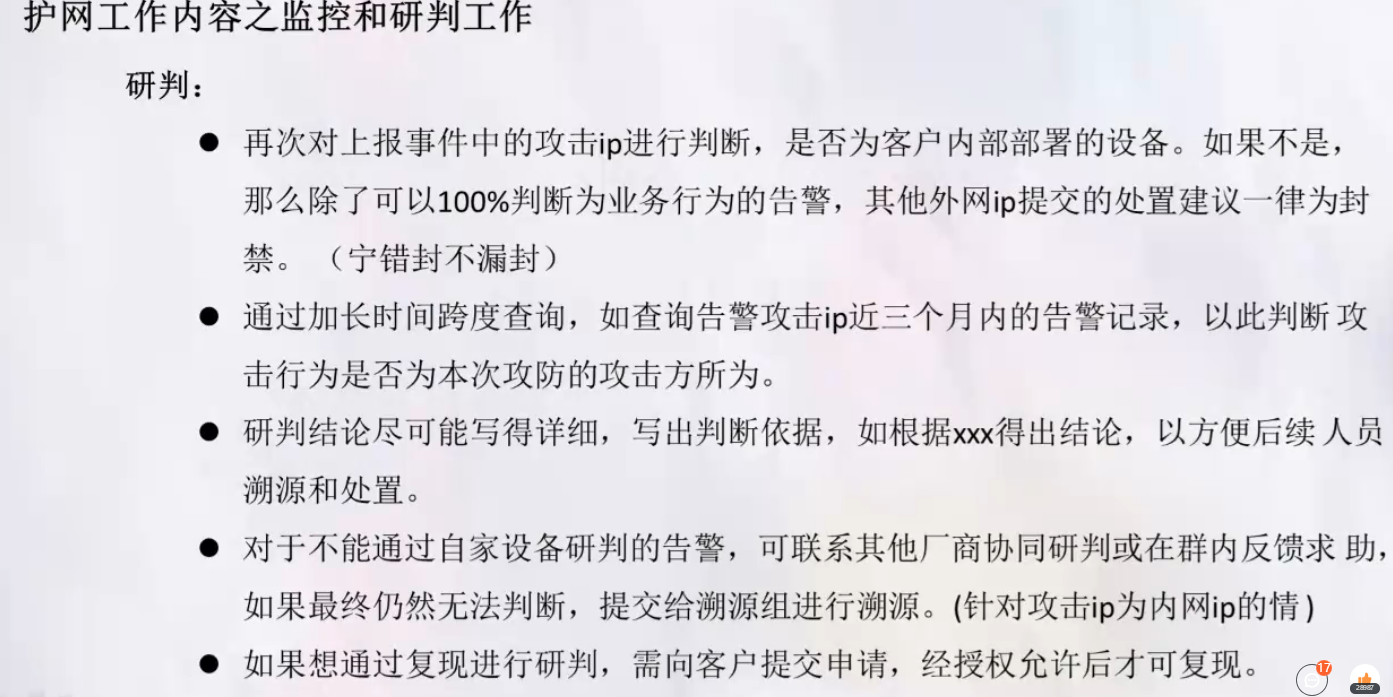 护网工作内容之监控和研判工作
研判：
● 再次对上报事件中的攻击ip进行判断，是否为客户内部部署的设备。如果不是，
那么除了可以100%判断为业务行为的告警，其他外网ip提交的处置建议一律为封
禁。（宁错封不漏封）
● 通过加长时间跨度查询，如查询告警攻击ip近三个月内的告警记录，以此判断 攻
击行为是否为本次攻防的攻击方所为。
● 研判结论尽可能写得详细，写出判断依据，如根据xxx得出结论，以方便后续 人员
溯源和处置。
● 对于不能通过自家设备研判的告警，可联系其他厂商协同研判或在群内反馈求 助，
如果最终仍然无法判断，提交给溯源组进行溯源。(针对攻击ip为内网ip的情 )
● 如果想通过复现进行研判，需向客户提交申请，经授权允许后才可复现。
17
28987